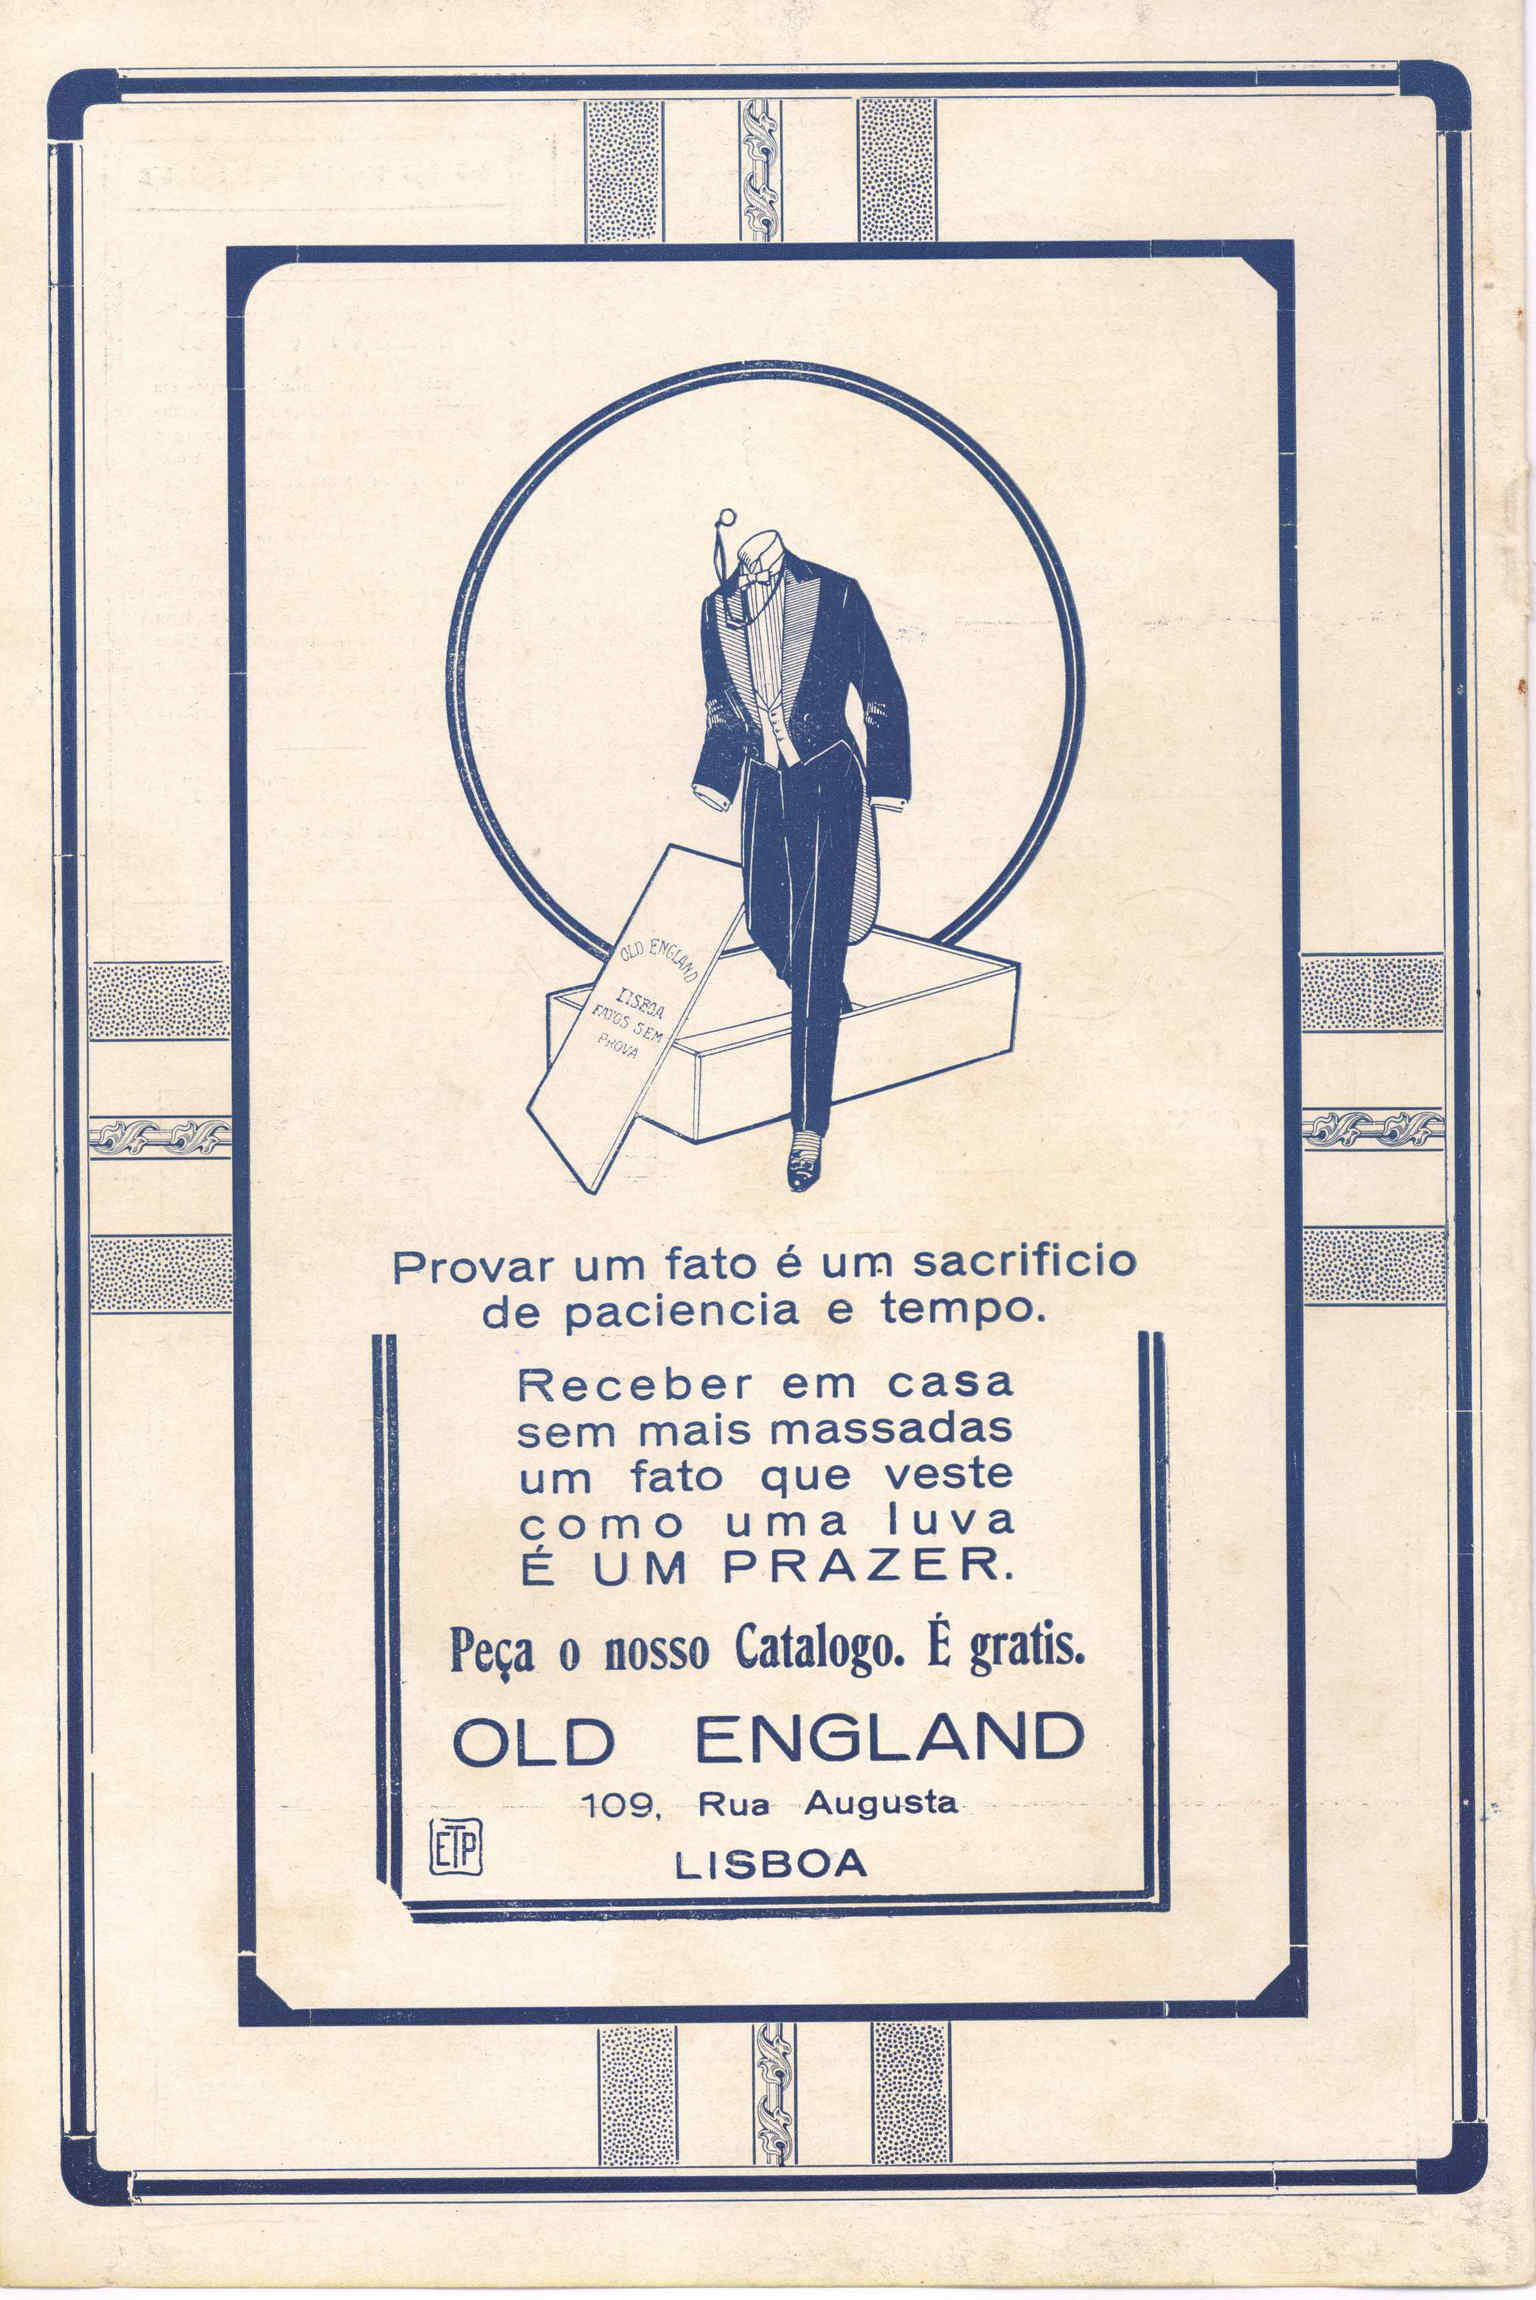 OLD ENGLAND
LISBOA
FATOS SEM
PROVA
Provar um fato é um sacrificio
de paciencia e tempo.
Receber em casa
sem mais massadas
um fato que veste
como uma luva
É UM PRAZER.
Peça o nosso Catalogo. É gratis.
OLD ENGLAND
109, Rua Augusta
LISBOA
ETP